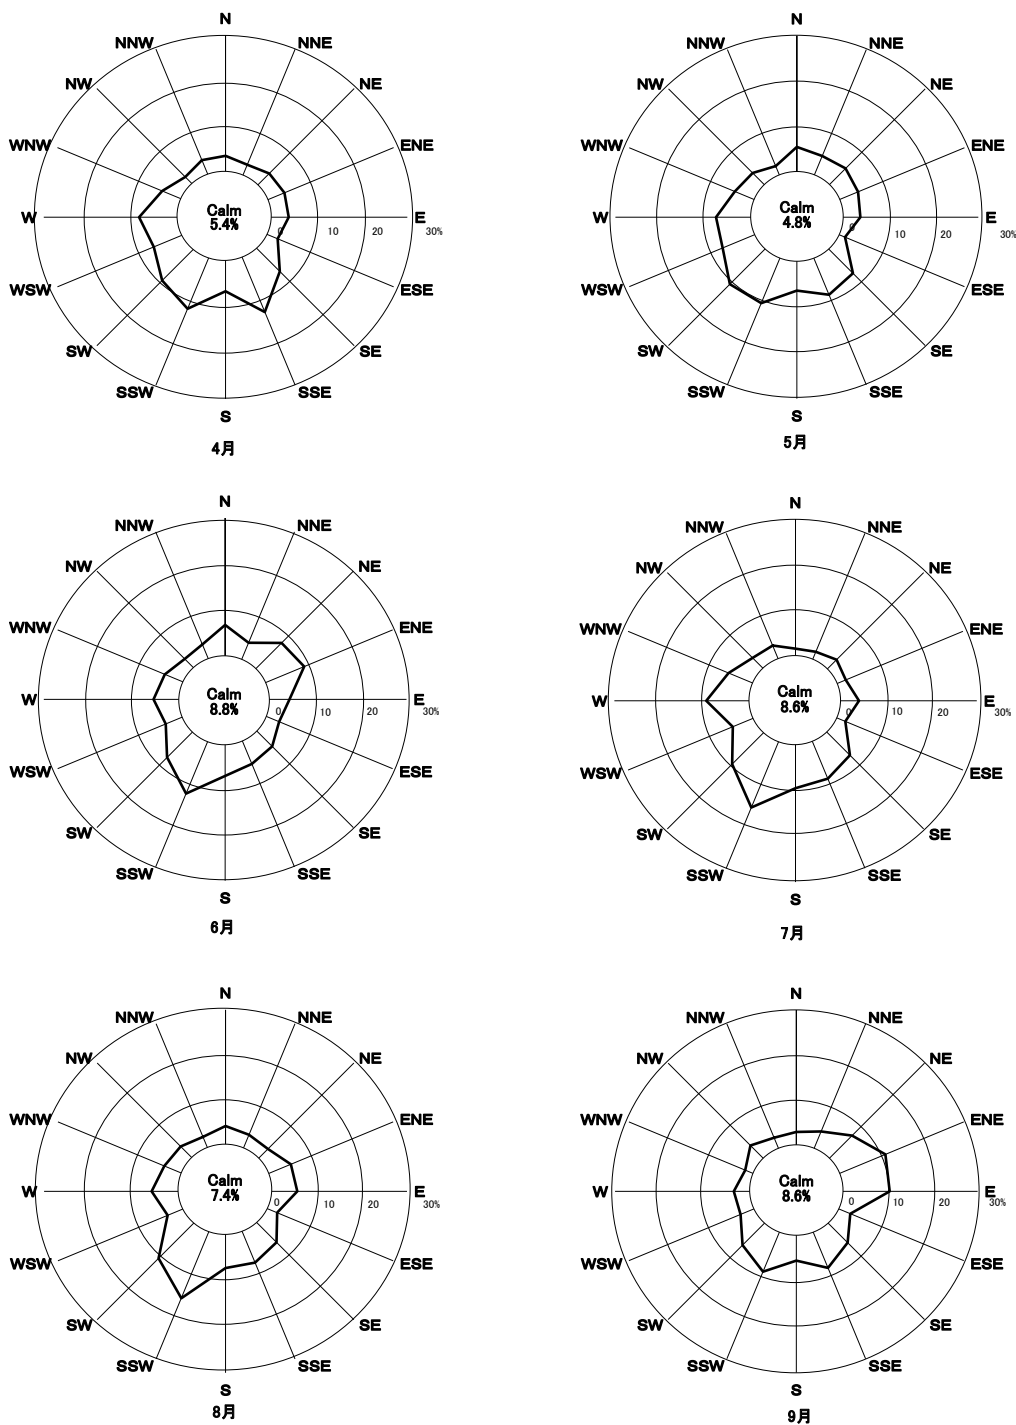 N
NNW NNE
NW NE
WNW ENE
Calm
5.4%
W E
0 10 20 30%
WSW ESE
SW SE
SSW SSE
S
4月
N
NNW NNE
NW NE
WNW ENE
Calm
4.8%
W E
0 10 20 30%
WSW ESE
SW SE
SSW SSE
S
5月
N
NNW NNE
NW NE
WNW ENE
Calm
8.8%
W E
0 10 20 30%
WSW ESE
SW SE
SSW SSE
S
6月
N
NNW NNE
NW NE
WNW ENE
Calm
8.6%
W E
0 10 20 30%
WSW ESE
SW SE
SSW SSE
S
7月
N
NNW NNE
NW NE
WNW ENE
Calm
7.4%
W E
0 10 20 30%
WSW ESE
SW SE
SSW SSE
S
8月
N
NNW NNE
NW NE
WNW ENE
Calm
8.6%
W E
0 10 20 30%
WSW ESE
SW SE
SSW SSE
S
9月